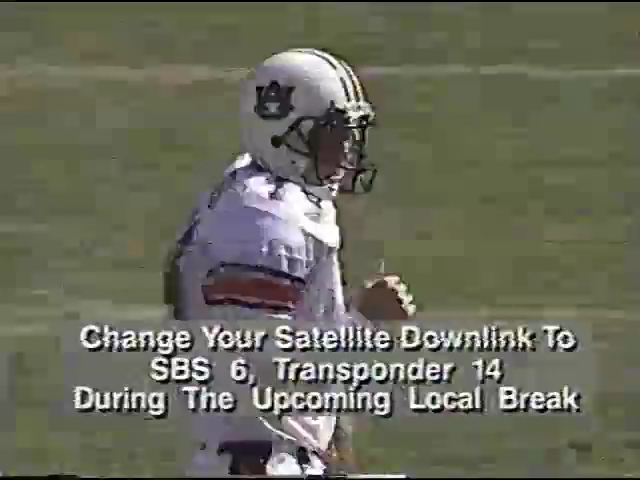 Change Your Satellite Downlink To
SBS 6, Transponder 14
During The Upcoming Local Break